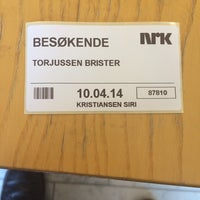 BESØKENDE NRK
TORJUSSEN BRISTER
10.04.14 87810
KRISTIANSEN SIRI